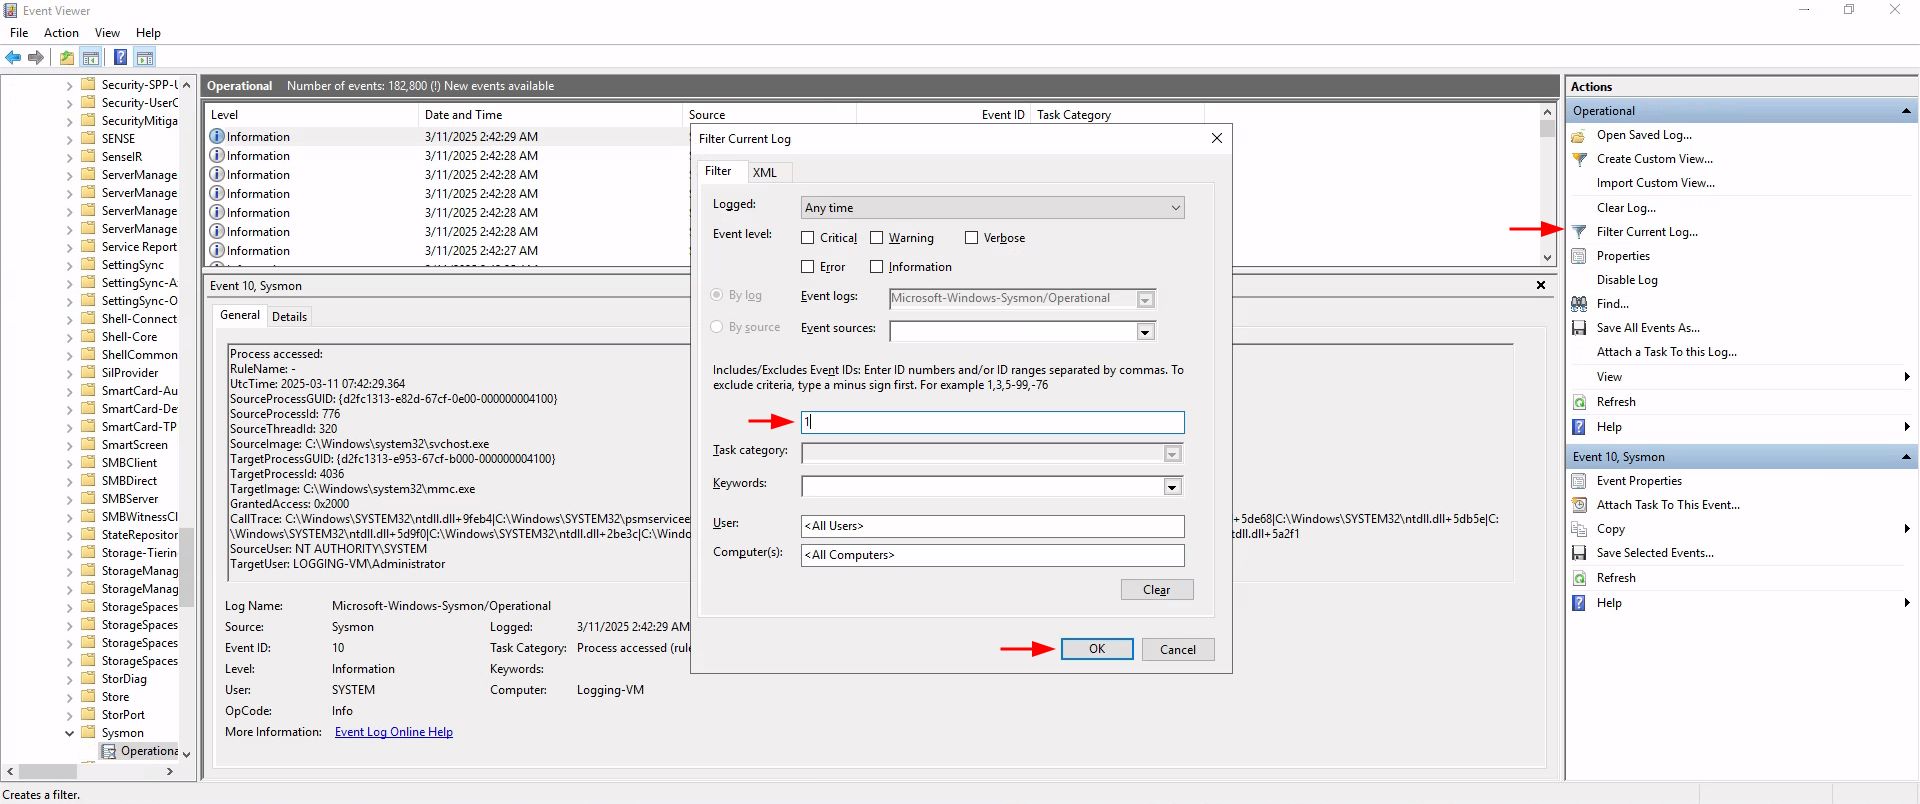 Event Viewer
File Action View Help
Security-SPP-U
Security-UserC
SecurityMitiga
SENSE
SenseIR
ServerManage
ServerManage
ServerManage
ServerManage
Service Report
SettingSync
SettingSync-A
SettingSync-O
Shell-Connect
Shell-Core
ShellCommon
SilProvider
SmartCard-Au
SmartCard-De
SmartCard-TP
SmartScreen
SMBClient
SMBDirect
SMBServer
SMBWitnessCl
StateRepositor
Storage-Tierin
StorageManag
StorageManag
StorageSpaces
StorageSpaces
StorageSpaces
StorageSpaces
StorDiag
Store
StorPort
Sysmon
Operationa
Operational Number of events: 182,800 (!) New events available
Level Date and Time Source Event ID Task Category
Information 3/11/2025 2:42:29 AM
Information 3/11/2025 2:42:28 AM
Information 3/11/2025 2:42:28 AM
Information 3/11/2025 2:42:28 AM
Information 3/11/2025 2:42:28 AM
Information 3/11/2025 2:42:28 AM
Information 3/11/2025 2:42:27 AM
Event 10, Sysmon
General Details
Process accessed:
RuleName: -
UtcTime: 2025-03-11 07:42:29.364
SourceProcessGUID: {d2fc1313-e82d-67cf-0e00-000000004100}
SourceProcessId: 776
SourceThreadId: 320
SourceImage: C:\Windows\system32\svchost.exe
TargetProcessGUID: {d2fc1313-e953-67cf-b000-000000004100}
TargetProcessId: 4036
TargetImage: C:\Windows\system32\mmc.exe
GrantedAccess: 0x2000
CallTrace: C:\Windows\SYSTEM32\ntdll.dll+9feb4|C:\Windows\SYSTEM32\psmservicee +5de68|C:\Windows\SYSTEM32\ntdll.dll+5db5e|C:
\Windows\SYSTEM32\ntdll.dll+5d9f0|C:\Windows\SYSTEM32\ntdll.dll+2be3c|C:\Windo tdll.dll+5a2f1
SourceUser: NT AUTHORITY\SYSTEM
TargetUser: LOGGING-VM\Administrator
Log Name: Microsoft-Windows-Sysmon/Operational
Source: Sysmon Logged: 3/11/2025 2:42:29 AM
Event ID: 10 Task Category: Process accessed (rule
Level: Information Keywords:
User: SYSTEM Computer: Logging-VM
OpCode: Info
More Information: Event Log Online Help
Filter Current Log
Filter XML
Logged: Any time
Event level: Critical Warning Verbose
Error Information
By log Event logs: Microsoft-Windows-Sysmon/Operational
By source Event sources:
Includes/Excludes Event IDs: Enter ID numbers and/or ID ranges separated by commas. To
exclude criteria, type a minus sign first. For example 1,3,5-99,-76
1
Task category:
Keywords:
User: <All Users>
Computer(s): <All Computers>
Clear
OK Cancel
Actions
Operational
Open Saved Log...
Create Custom View...
Import Custom View...
Clear Log...
Filter Current Log...
Properties
Disable Log
Find...
Save All Events As...
Attach a Task To this Log...
View
Refresh
Help
Event 10, Sysmon
Event Properties
Attach Task To This Event...
Copy
Save Selected Events...
Refresh
Help
Creates a filter.